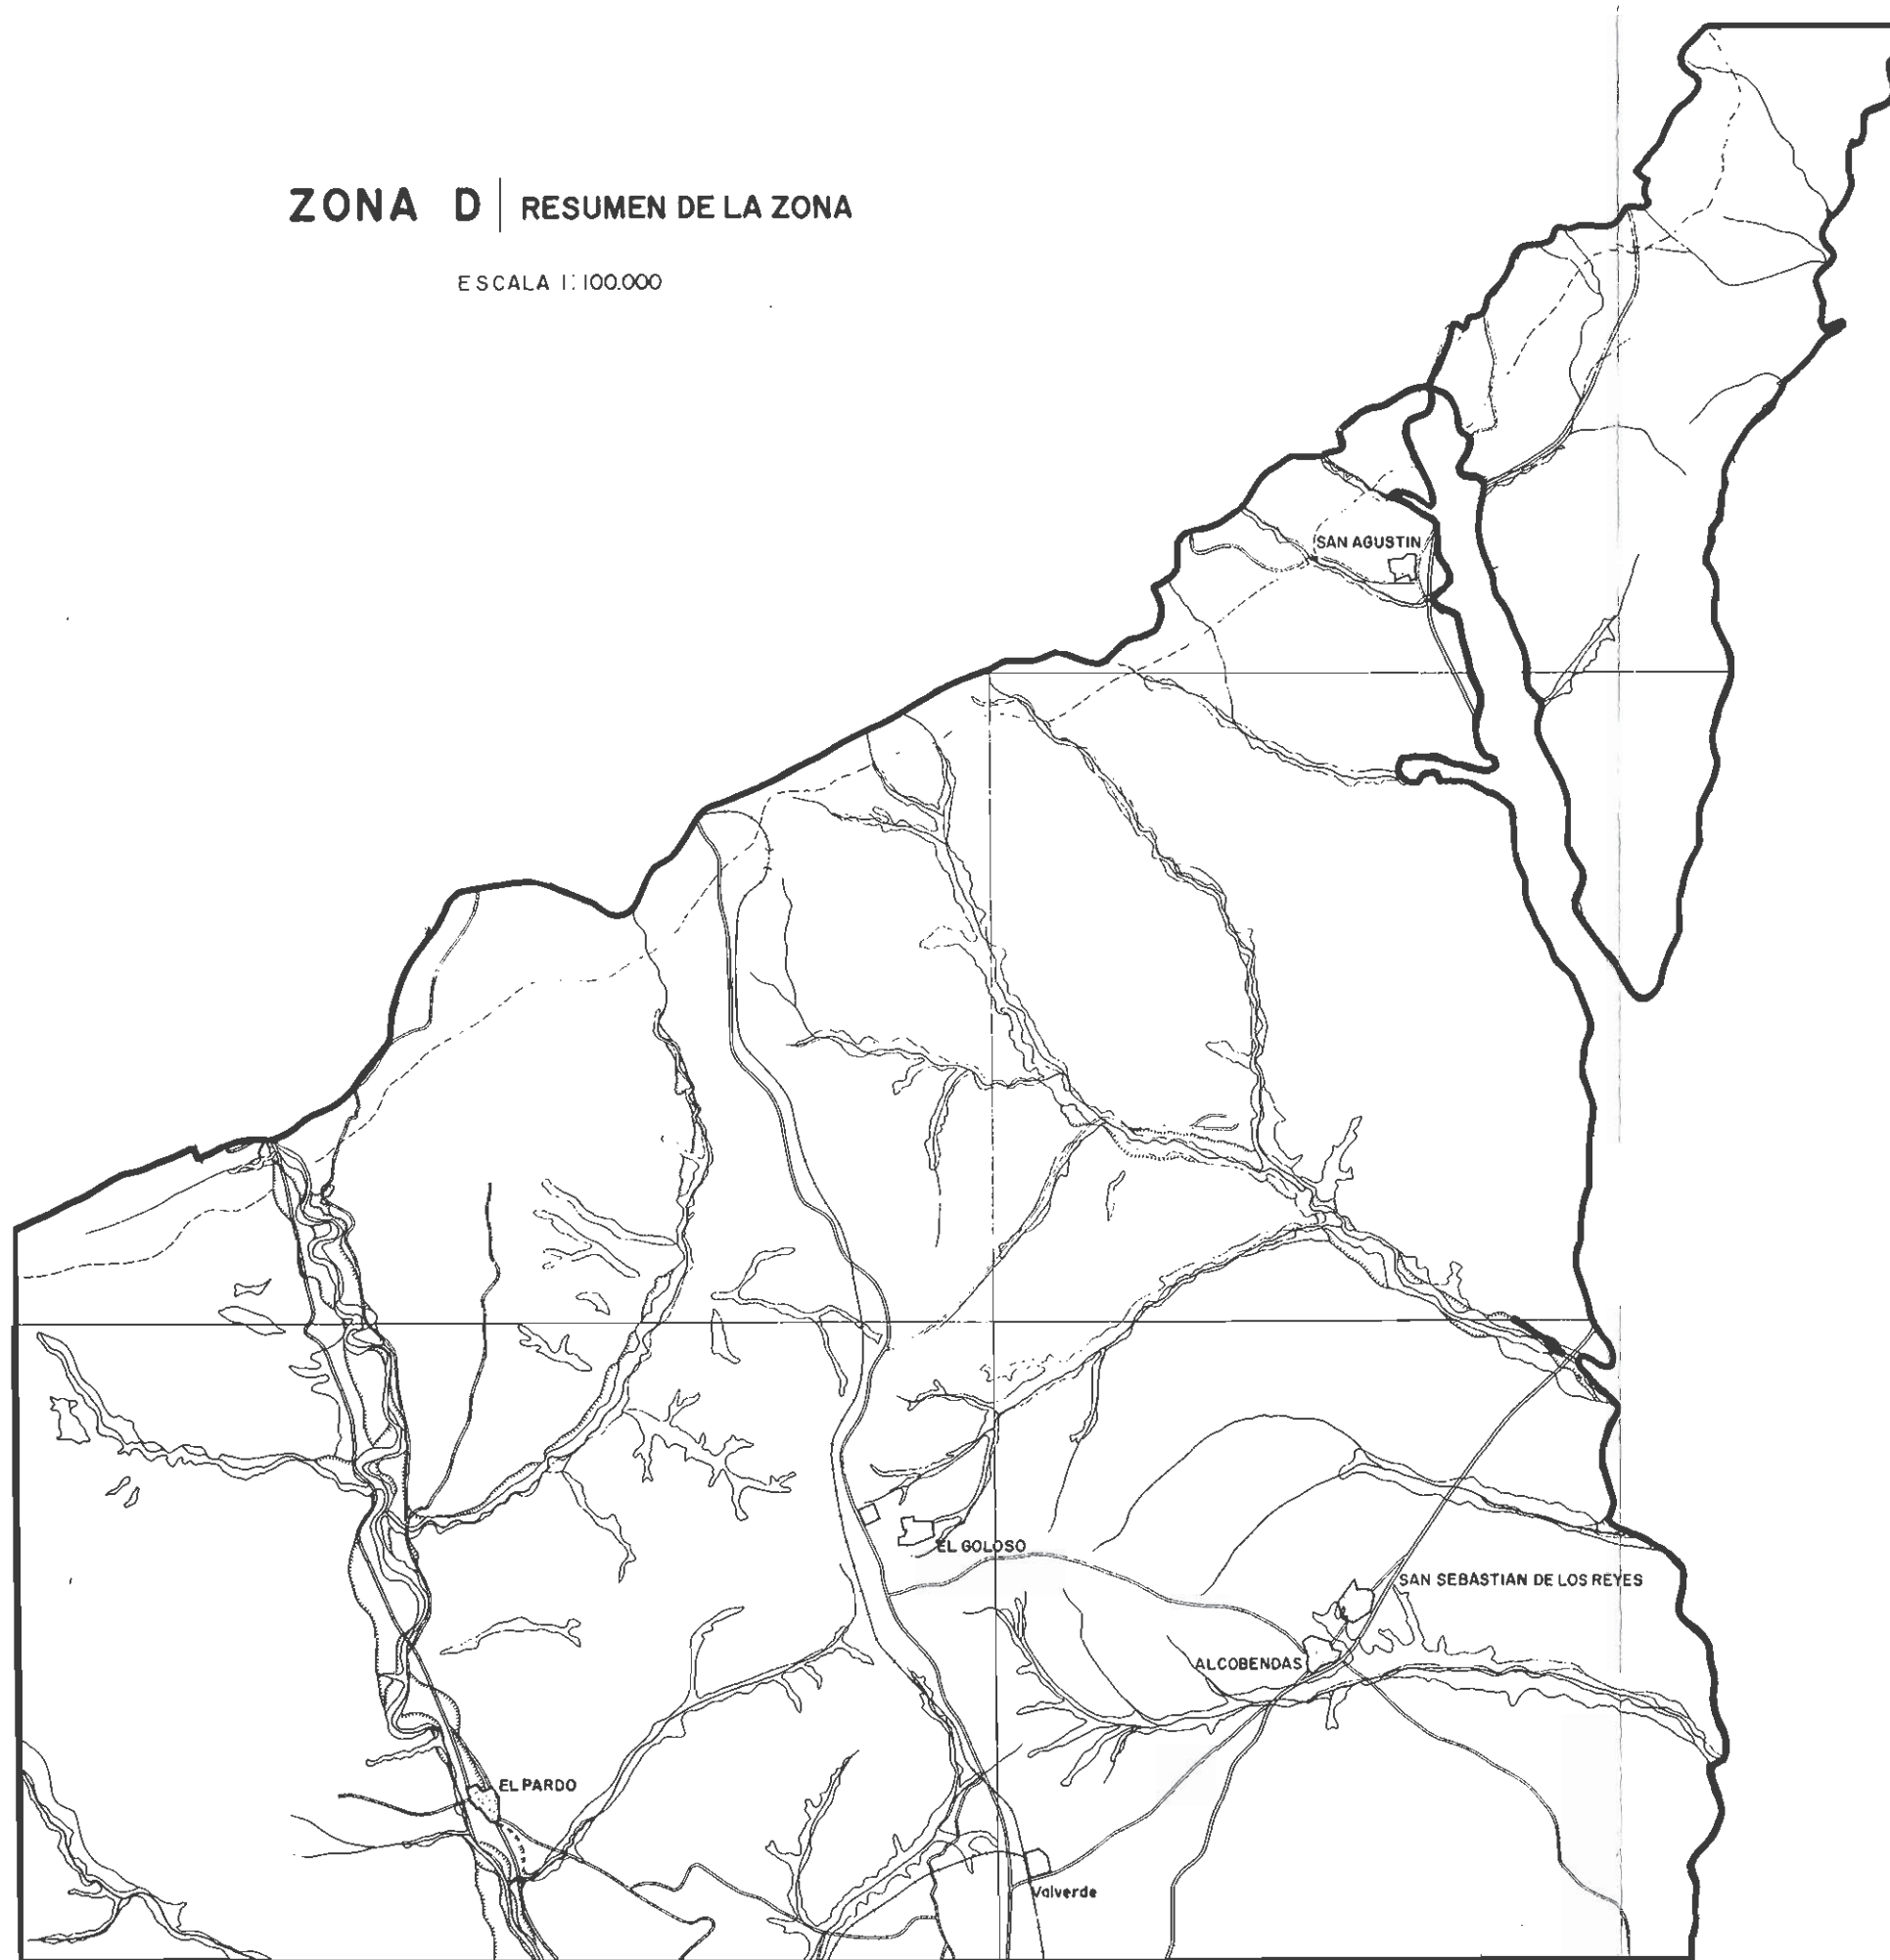 ZONA D | RESUMEN DE LA ZONA
ESCALA 1:100.000
SAN AGUSTIN
EL GOLOSO
SAN SEBASTIAN DE LOS REYES
ALCOBENDAS
EL PARDO
Valverde